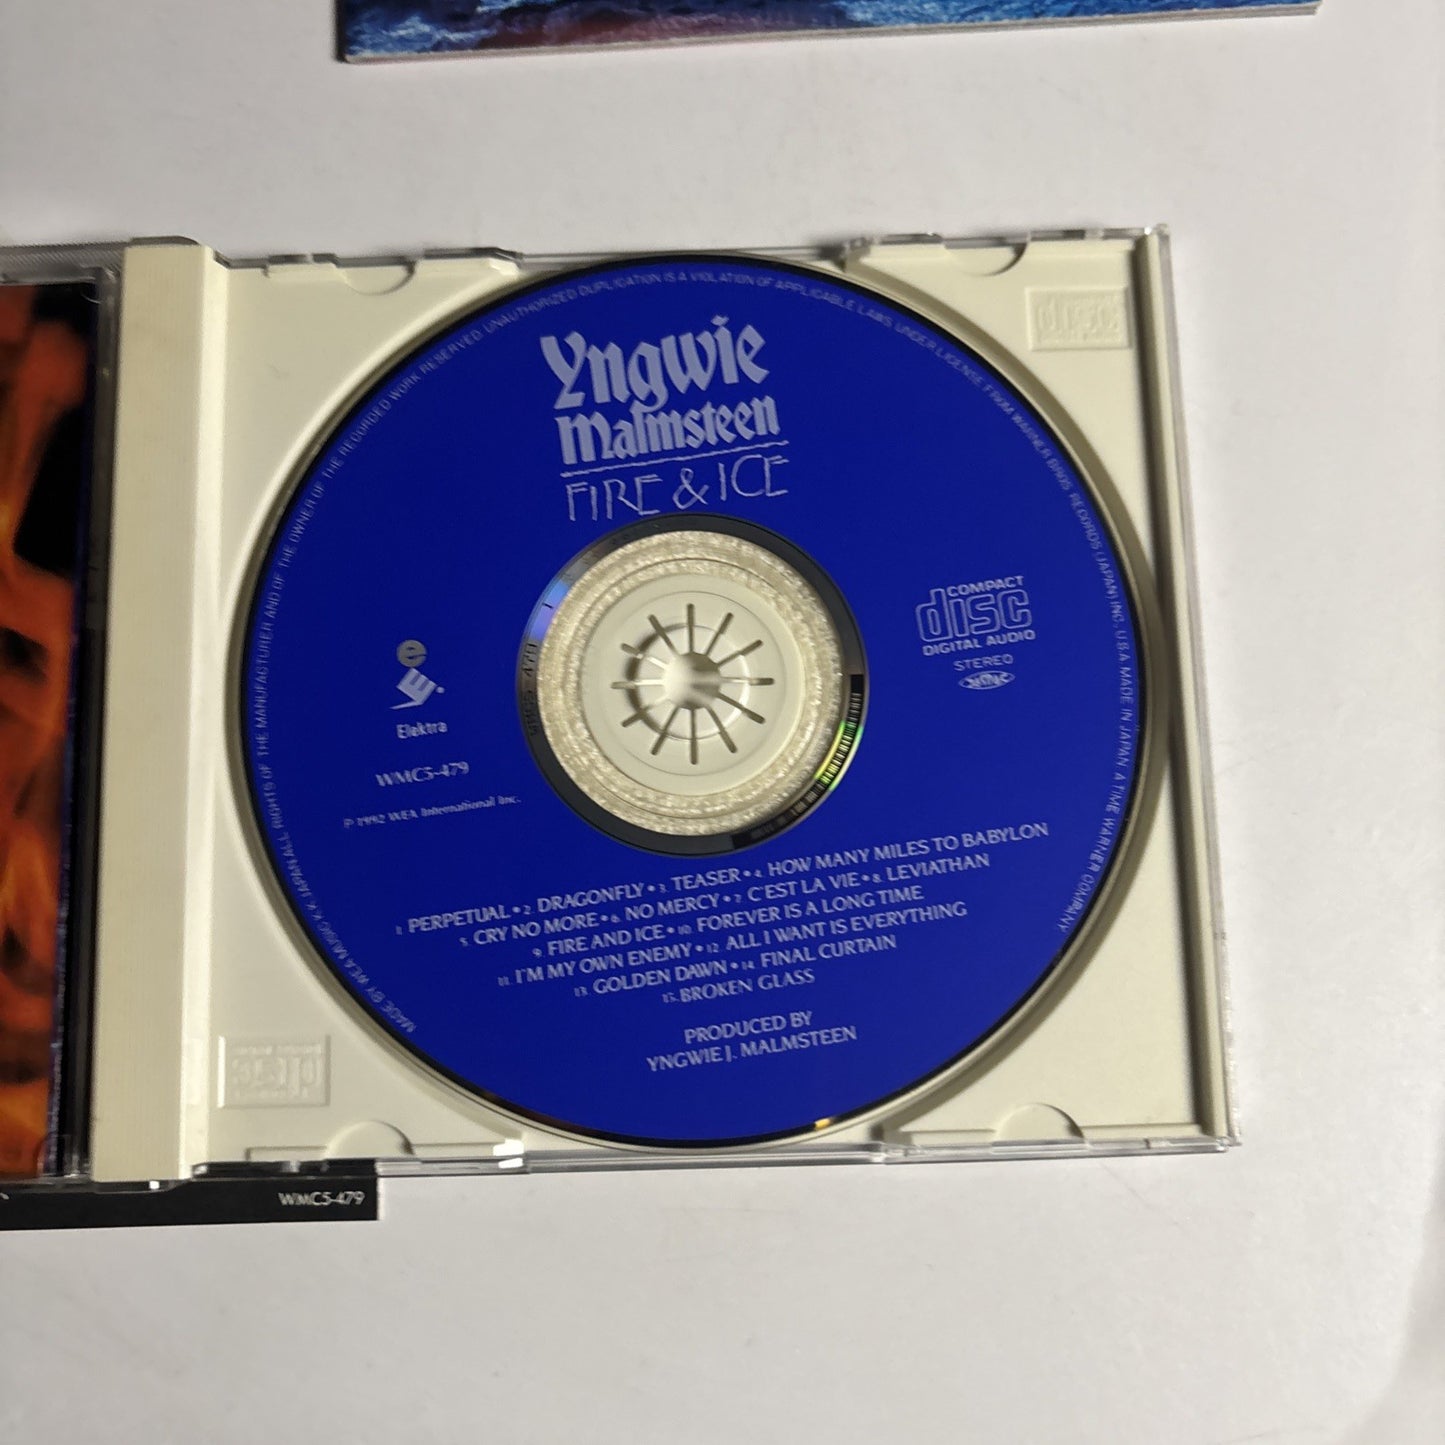 MADE BY WEA MUSIC K.K. JAPAN. ALL RIGHTS OF THE MANUFACTURER AND OF THE OWNER OF THE RECORDED WORK RESERVED. UNAUTHORIZED DUPLICATION IS A VIOLATION OF APPLICABLE LAWS. UNDER LICENSE FROM WARNER BROS. RECORDS (JAPAN) INC. USA MADE IN JAPAN. A TIME WARNER COMPANY
Yngwie
Malmsteen
FIRE & ICE
COMPACT
disc
DIGITAL AUDIO
STEREO
e
Elektra
WMC5-479
WMC5-479
P 1992 WEA International Inc.
1. PERPETUAL • 2. DRAGONFLY • 3. TEASER • 4. HOW MANY MILES TO BABYLON
5. CRY NO MORE • 6. NO MERCY • 7. C'EST LA VIE • 8. LEVIATHAN
9. FIRE AND ICE • 10. FOREVER IS A LONG TIME
11. I'M MY OWN ENEMY • 12. ALL I WANT IS EVERYTHING
13. GOLDEN DAWN • 14. FINAL CURTAIN
15. BROKEN GLASS
PRODUCED BY
YNGWIE J. MALMSTEEN
disc
disc
WMC5-479